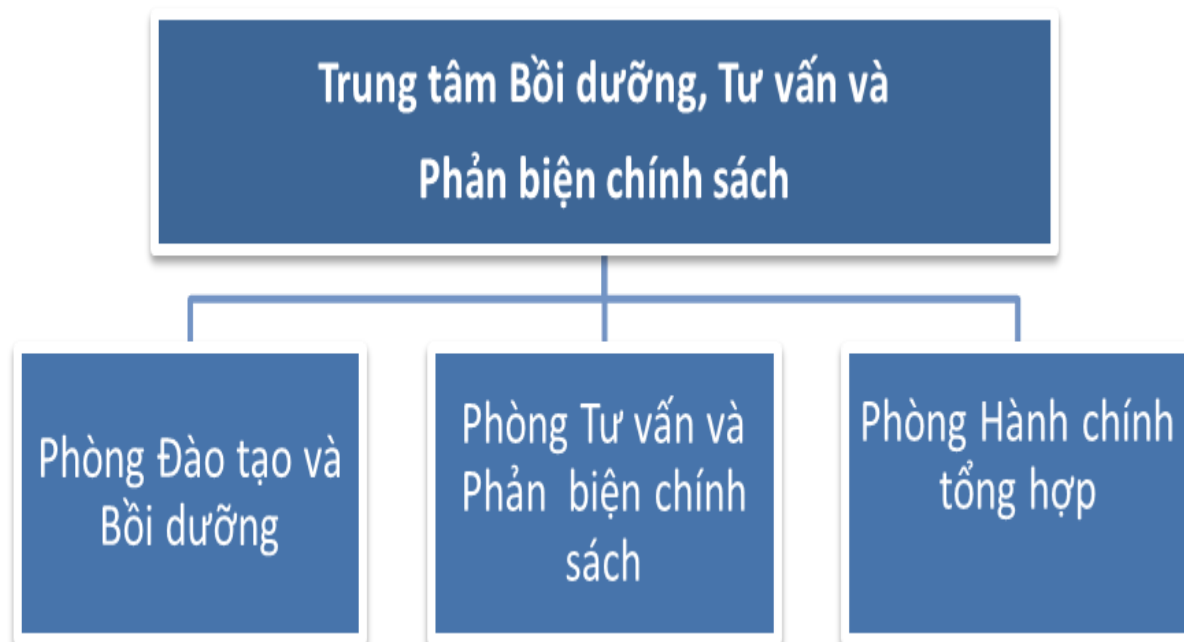 Trung tâm Bồi dưỡng, Tư vấn và
Phản biện chính sách
Phòng Đào tạo và
Bồi dưỡng
Phòng Tư vấn và
Phản biện chính
sách
Phòng Hành chính
tổng hợp